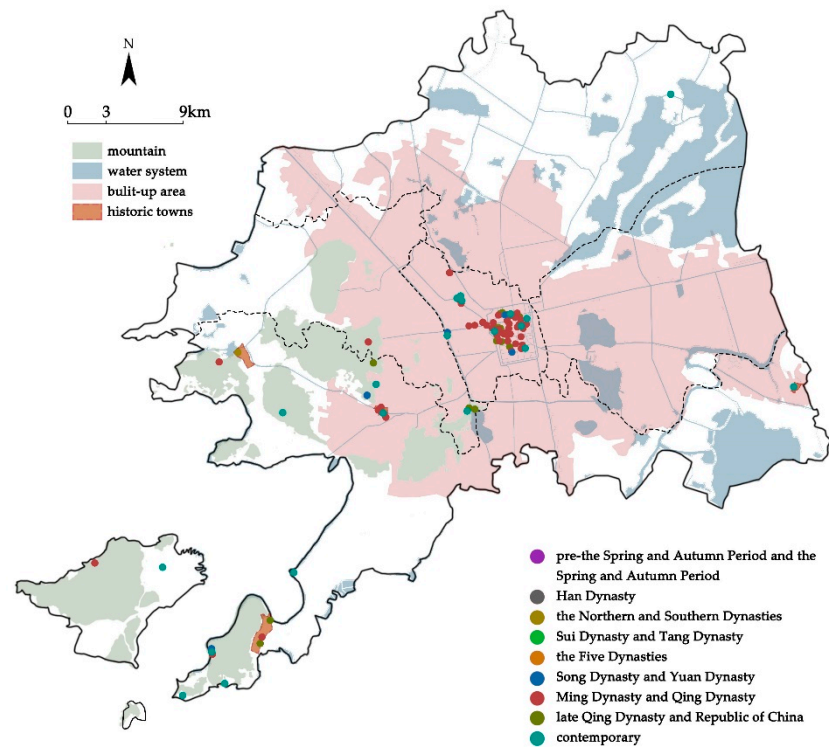 N
0 3 9km
mountain
water system
bulit-up area
historic towns
pre-the Spring and Autumn Period and the
Spring and Autumn Period
Han Dynasty
the Northern and Southern Dynasties
Sui Dynasty and Tang Dynasty
the Five Dynasties
Song Dynasty and Yuan Dynasty
Ming Dynasty and Qing Dynasty
late Qing Dynasty and Republic of China
contemporary